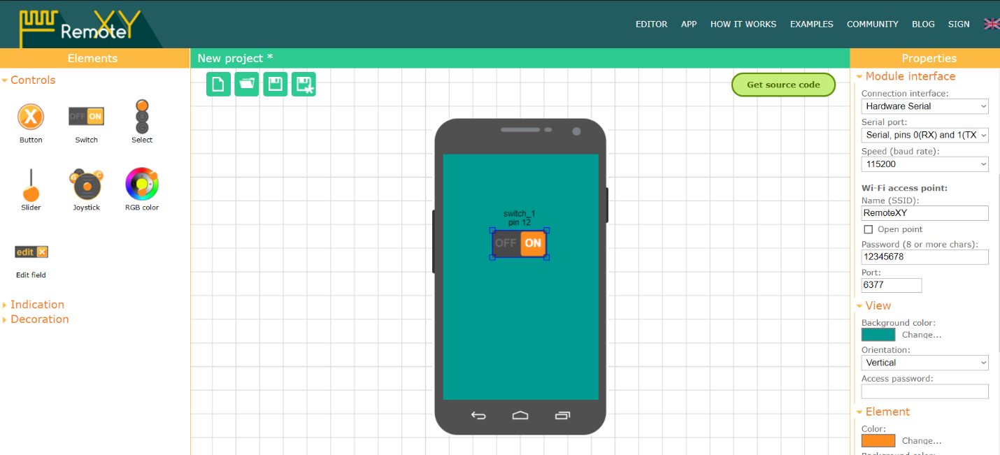 RemoteXY
EDITOR APP HOW IT WORKS EXAMPLES COMMUNITY BLOG SIGN
Elements
New project *
Properties
Controls
X
Button
OFF ON
Switch
Select
Slider
G C
Joystick
RGB color
edit X
Edit field
Indication
Decoration
Get source code
switch_1
pin 12
OFF ON
Module interface
Connection interface:
Hardware Serial
Serial port:
Serial, pins 0(RX) and 1(TX
Speed (baud rate):
115200
Wi-Fi access point:
Name (SSID):
RemoteXY
Open point
Password (8 or more chars):
12345678
Port:
6377
View
Background color:
Change...
Orientation:
Vertical
Access password:
Element
Color:
Change...